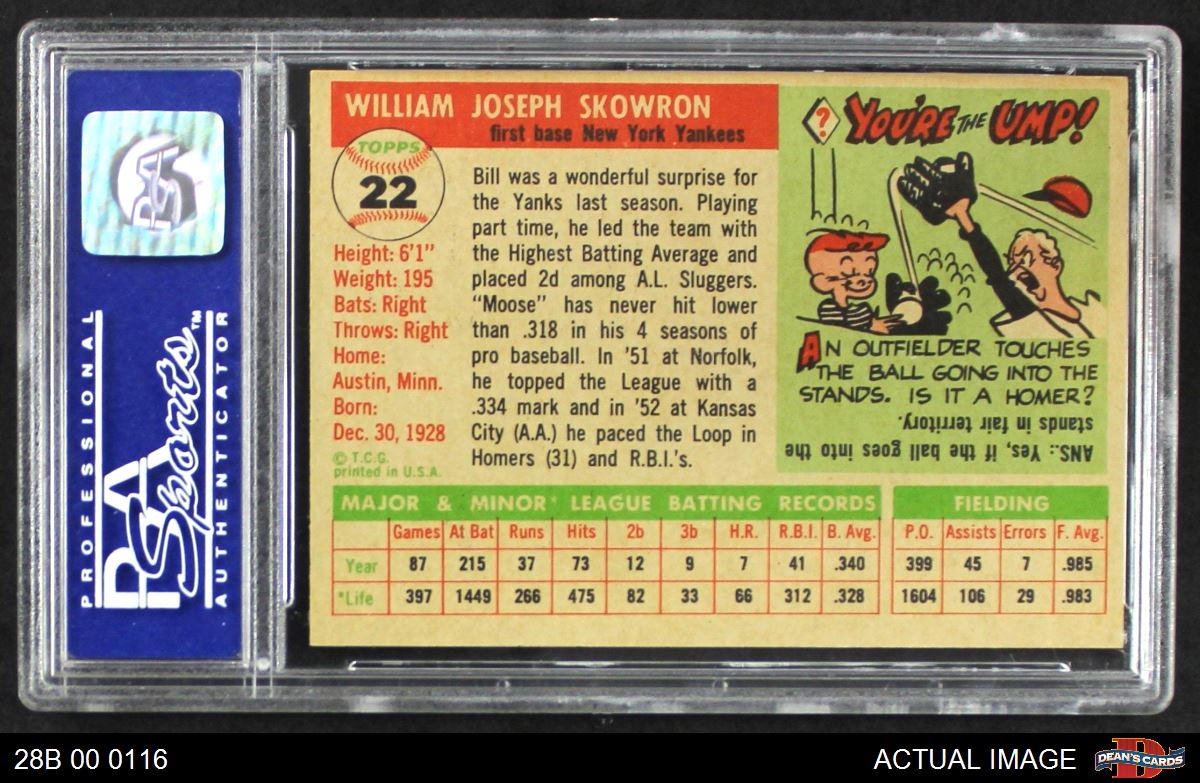 PSA
PROFESSIONAL
PSA Sports™
AUTHENTICATOR
WILLIAM JOSEPH SKOWRON
first base New York Yankees
TOPPS
22
Height: 6'1"
Weight: 195
Bats: Right
Throws: Right
Home:
Austin, Minn.
Born:
Dec. 30, 1928
© T.C.G.
printed in U.S.A.
Bill was a wonderful surprise for
the Yanks last season. Playing
part time, he led the team with
the Highest Batting Average and
placed 2d among A.L. Sluggers.
"Moose" has never hit lower
than .318 in his 4 seasons of
pro baseball. In '51 at Norfolk,
he topped the League with a
.334 mark and in '52 at Kansas
City (A.A.) he paced the Loop in
Homers (31) and R.B.I.'s.
? YOU'RE THE UMP!
AN OUTFIELDER TOUCHES
THE BALL GOING INTO THE
STANDS. IS IT A HOMER?
ANS.: Yes, if the ball goes into the
stands in fair territory.
MAJOR & MINOR* LEAGUE BATTING RECORDS
Games At Bat Runs Hits 2b 3b H.R. R.B.I. B. Avg.
Year 87 215 37 73 12 9 7 41 .340
*Life 397 1449 266 475 82 33 66 312 .328
FIELDING
P.O. Assists Errors F. Avg.
399 45 7 .985
1604 106 29 .983
28B 00 0116
ACTUAL IMAGE
D
DEAN'S CARDS